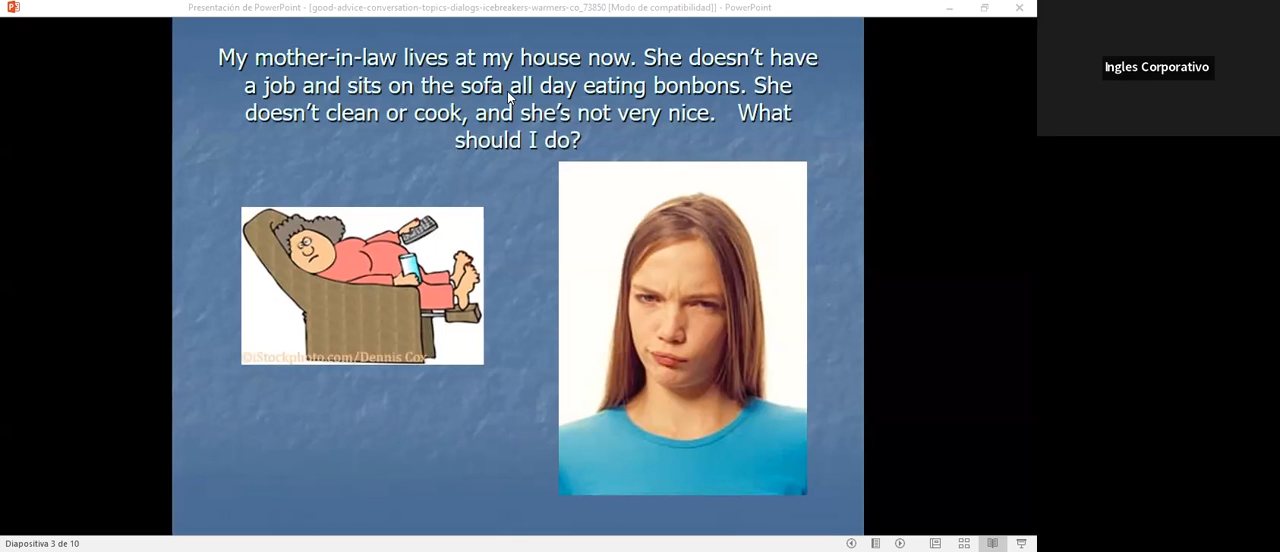 Presentación de PowerPoint - [good-advice-conversation-topics-dialogs-icebreakers-warmers-co_73850 [Modo de compatibilidad]] - PowerPoint
My mother-in-law lives at my house now. She doesn't have
a job and sits on the sofa all day eating bonbons. She
doesn't clean or cook, and she's not very nice. What
should I do?
©iStockphoto.com/Dennis Cox
Ingles Corporativo
Diapositiva 3 de 10